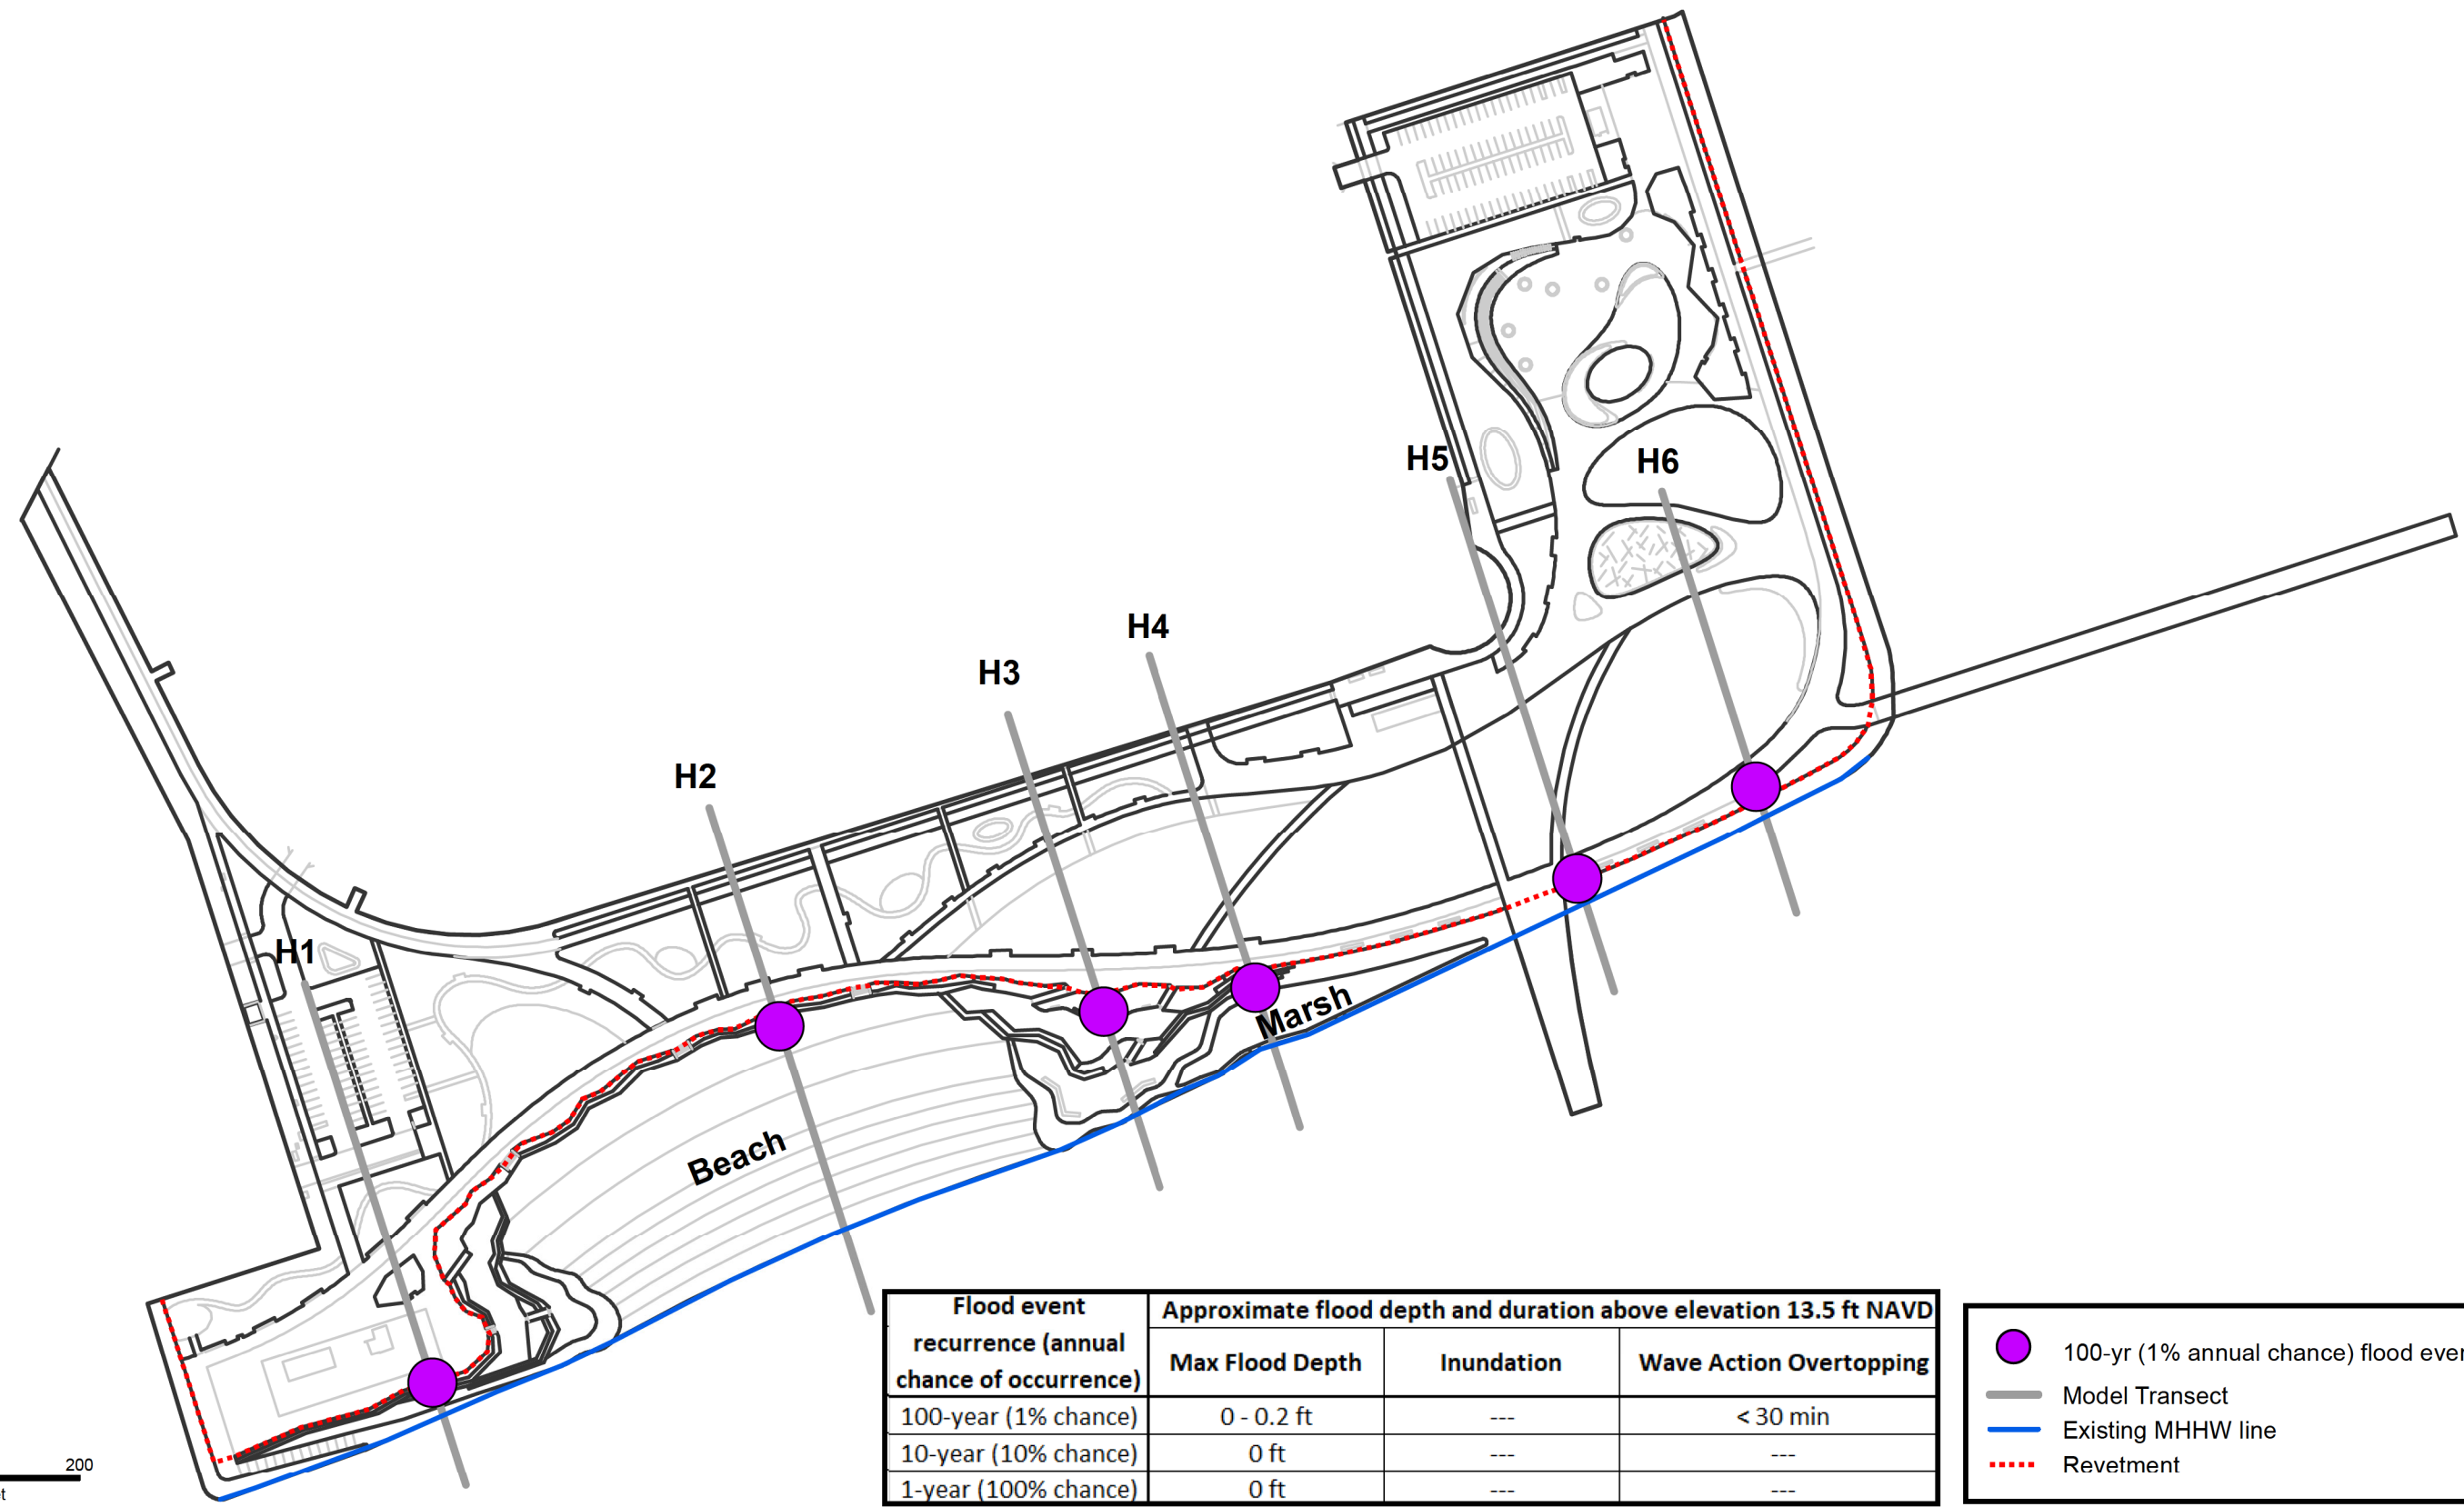 H5
H6
H4
H3
H2
H1
Marsh
Beach
Flood event
recurrence (annual
chance of occurrence)
Approximate flood depth and duration above elevation 13.5 ft NAVD
Max Flood Depth
Inundation
Wave Action Overtopping
100-year (1% chance)
0 - 0.2 ft
---
< 30 min
10-year (10% chance)
0 ft
---
---
1-year (100% chance)
0 ft
---
---
100-yr (1% annual chance) flood
Model Transect
Existing MHHW line
Revetment
200